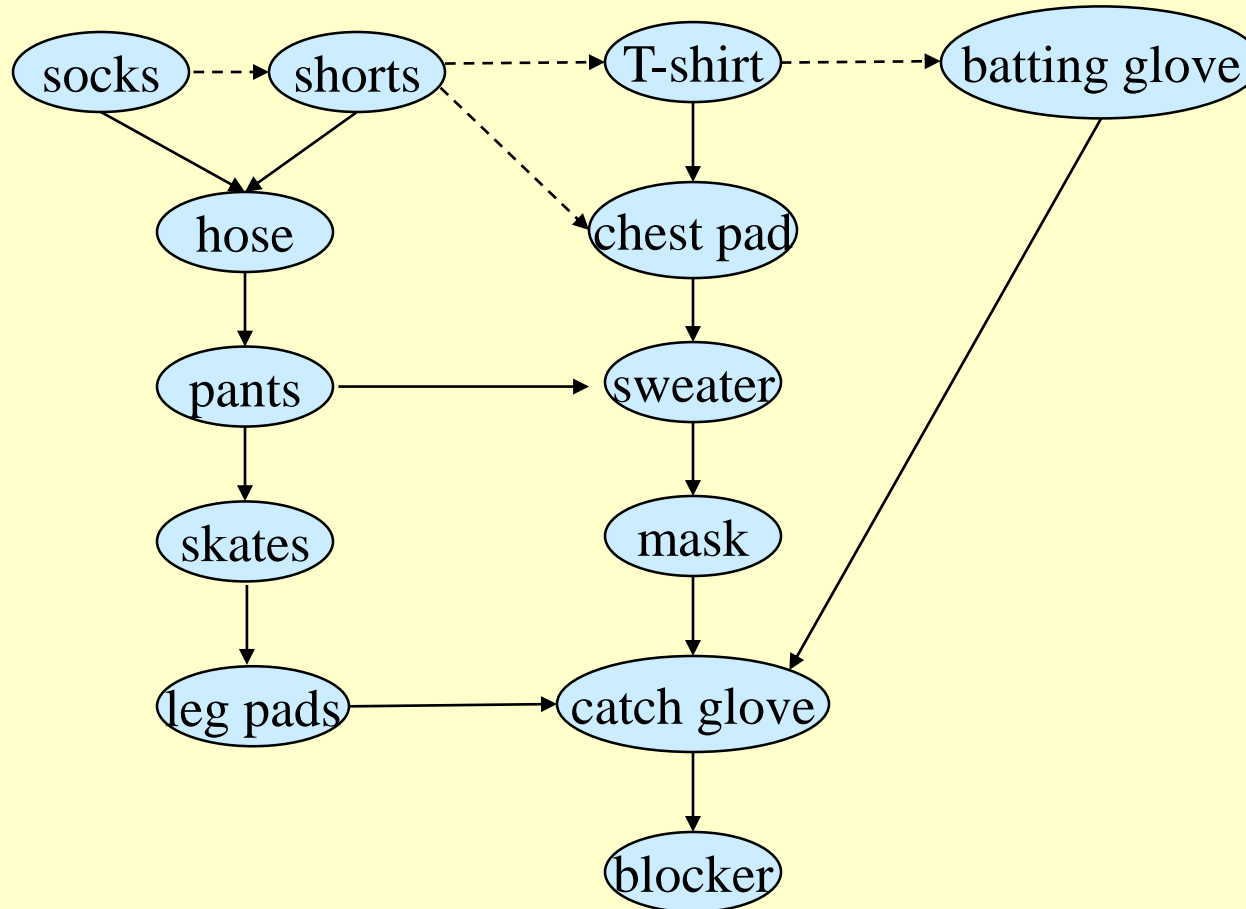 socks
shorts
T-shirt
batting glove
hose
chest pad
pants
sweater
skates
mask
leg pads
catch glove
blocker